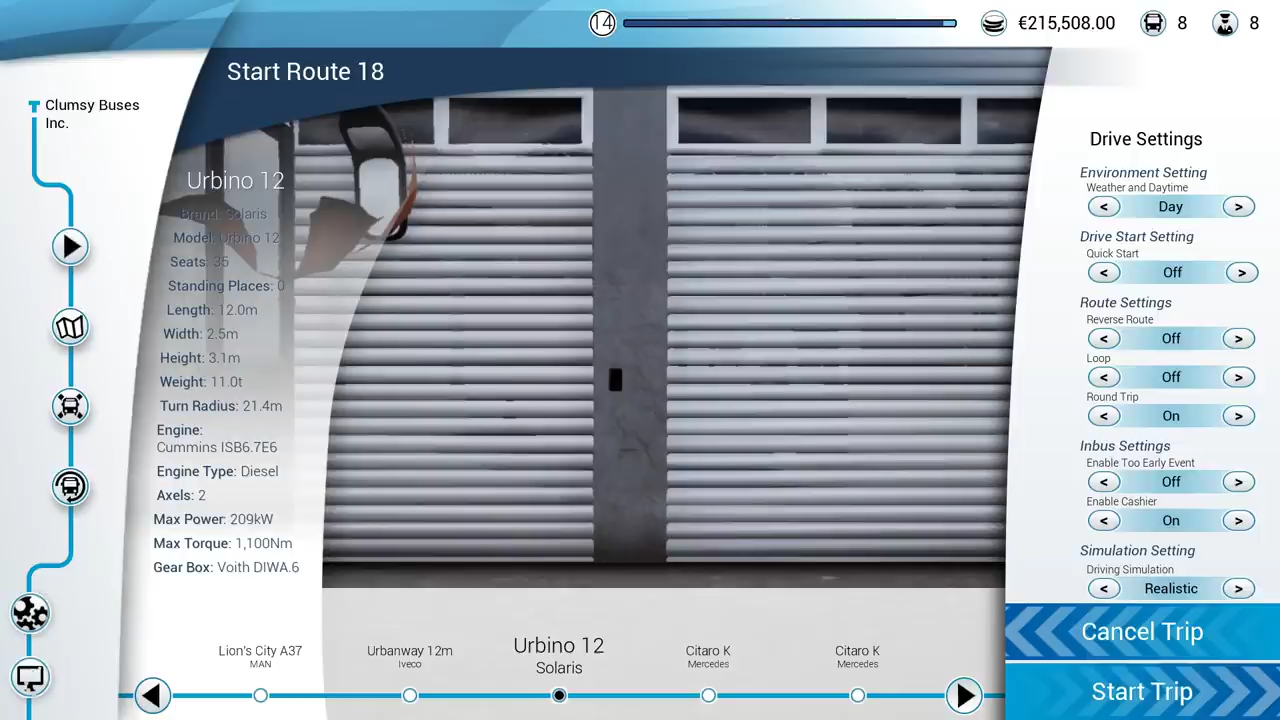 14
€215,508.00
8
8
Start Route 18
Clumsy Buses
Inc.
Urbino 12
Brand: Solaris
Model: Urbino 12
Seats: 35
Standing Places: 0
Length: 12.0m
Width: 2.5m
Height: 3.1m
Weight: 11.0t
Turn Radius: 21.4m
Engine:
Cummins ISB6.7E6
Engine Type: Diesel
Axels: 2
Max Power: 209kW
Max Torque: 1,100Nm
Gear Box: Voith DIWA.6
Drive Settings
Environment Setting
Weather and Daytime
< Day >
Drive Start Setting
Quick Start
< Off >
Route Settings
Reverse Route
< Off >
Loop
< Off >
Round Trip
< On >
Inbus Settings
Enable Too Early Event
< Off >
Enable Cashier
< On >
Simulation Setting
Driving Simulation
< Realistic >
Cancel Trip
Start Trip
Lion's City A37
MAN
Urbanway 12m
Iveco
Urbino 12
Solaris
Citaro K
Mercedes
Citaro K
Mercedes